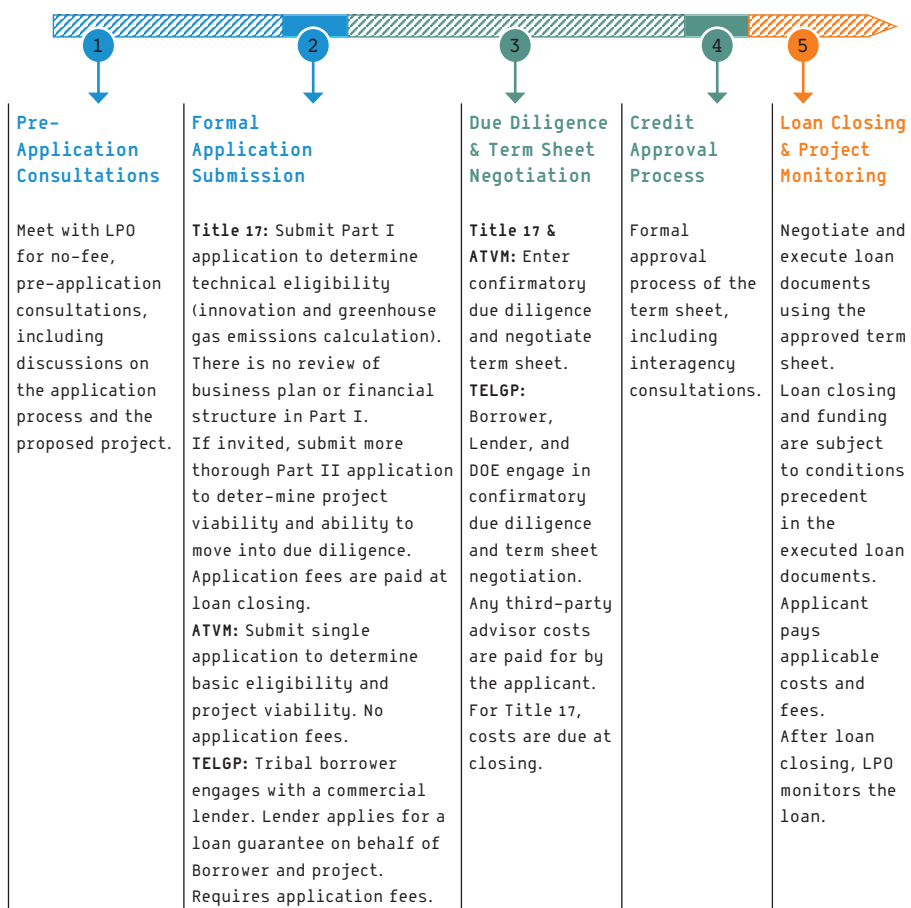 1
2
3
4
5
Pre-
Application
Consultations
Meet with LPO
for no-fee,
pre-application
consultations,
including
discussions on
the application
process and the
proposed project.
Formal
Application
Submission
Title 17: Submit Part I
application to determine
technical eligibility
(innovation and greenhouse
gas emissions calculation).
There is no review of
business plan or financial
structure in Part I.
If invited, submit more
thorough Part II application
to deter-mine project
viability and ability to
move into due diligence.
Application fees are paid at
loan closing.
ATVM: Submit single
application to determine
basic eligibility and
project viability. No
application fees.
TELGP: Tribal borrower
engages with a commercial
lender. Lender applies for a
loan guarantee on behalf of
Borrower and project.
Requires application fees.
Due Diligence
& Term Sheet
Negotiation
Title 17 &
ATVM: Enter
confirmatory
due diligence
and negotiate
term sheet.
TELGP:
Borrower,
Lender, and
DOE engage in
confirmatory
due diligence
and term sheet
negotiation.
Any third-party
advisor costs
are paid for by
the applicant.
For Title 17,
costs are due at
closing.
Credit
Approval
Process
Formal
approval
process of the
term sheet,
including
interagency
consultations.
Loan Closing
& Project
Monitoring
Negotiate and
execute loan
documents
using the
approved term
sheet.
Loan closing
and funding
are subject
to conditions
precedent
in the
executed loan
documents.
Applicant
pays
applicable
costs and
fees.
After loan
closing, LPO
monitors the
loan.